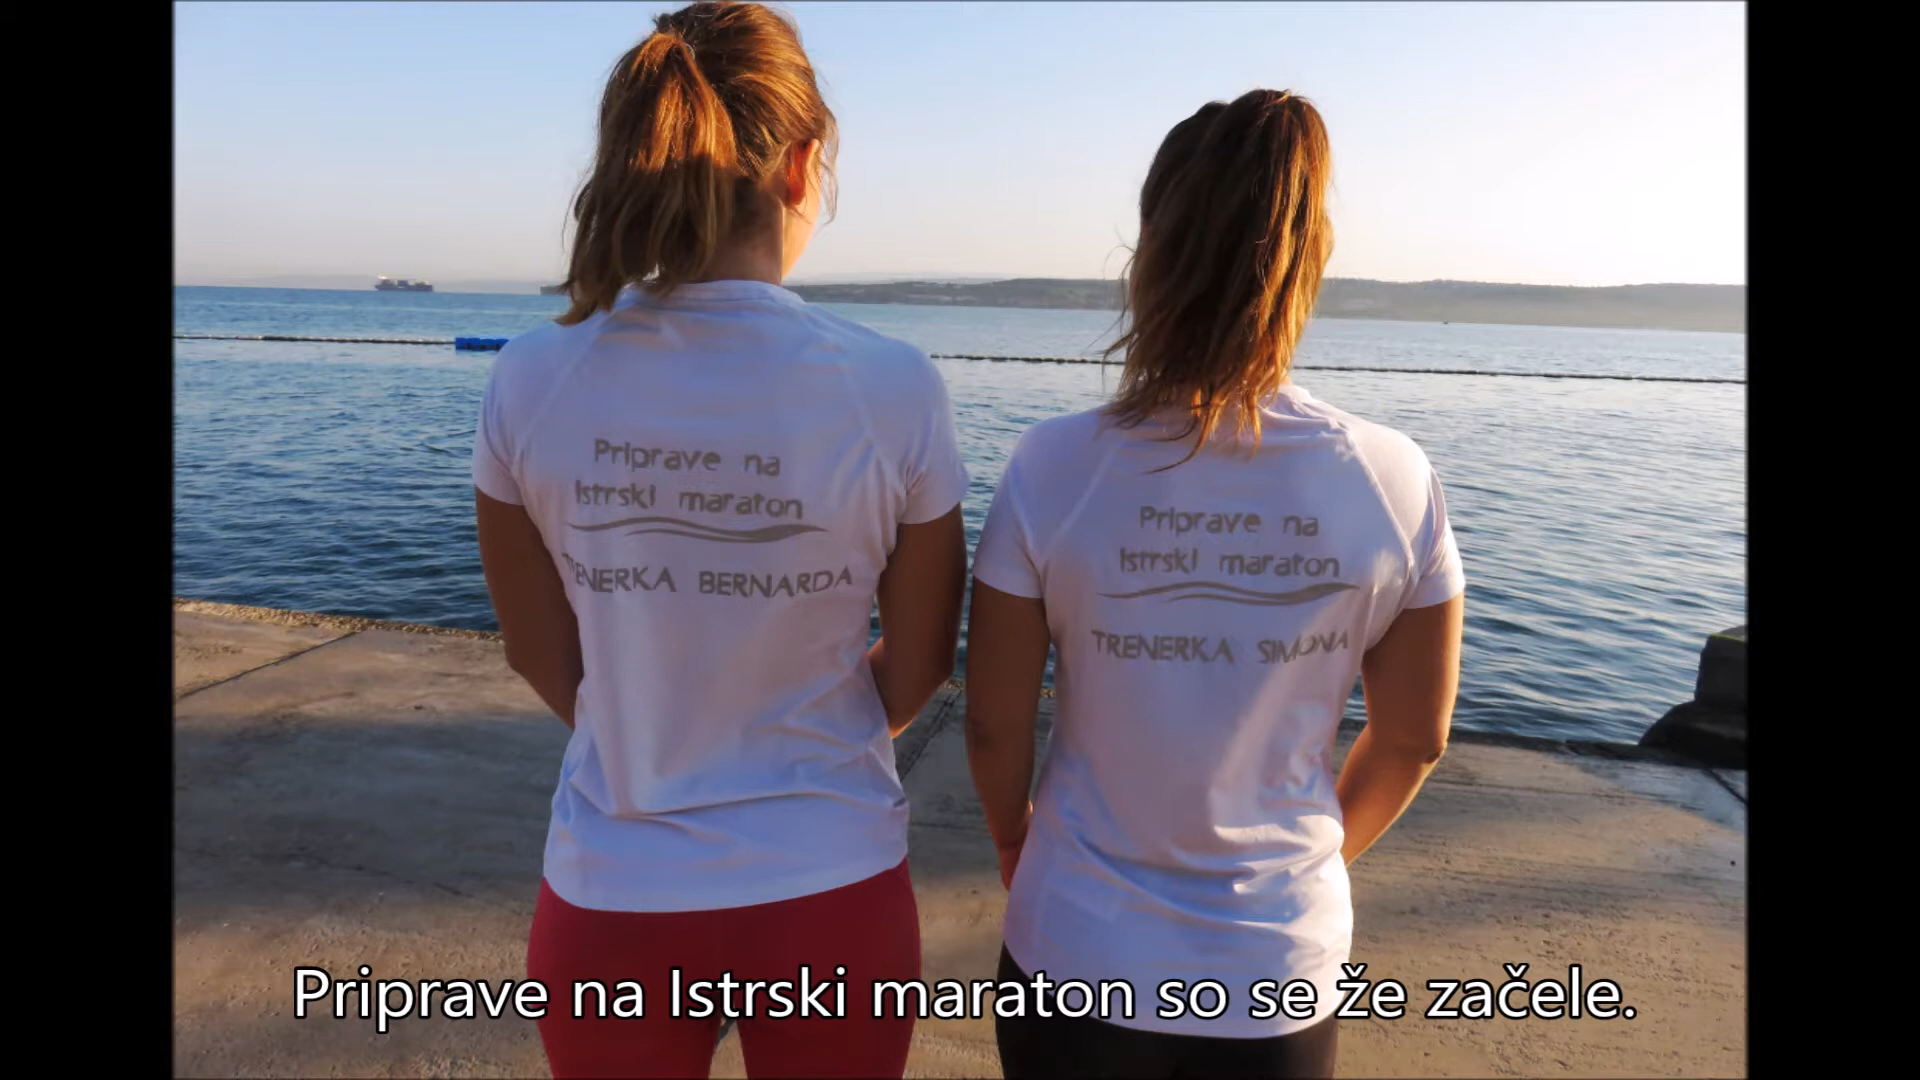 Priprave na
Istrski maraton
TRENERKA BERNARDA
Priprave na
Istrski maraton
TRENERKA SIMONA
Priprave na Istrski maraton so se že začele.